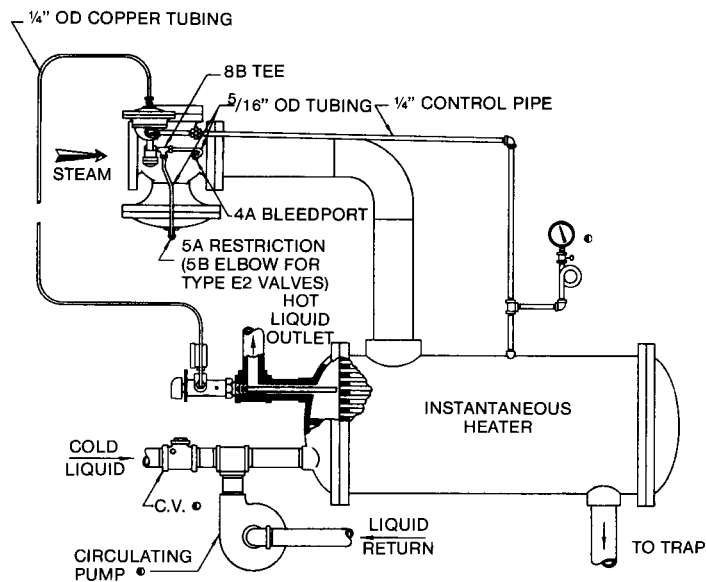 ¼" OD COPPER TUBING
8B TEE
5/16" OD TUBING
¼" CONTROL PIPE
STEAM
4A BLEEDPORT
5A RESTRICTION
(5B ELBOW FOR
TYPE E2 VALVES)
HOT
LIQUID
OUTLET
INSTANTANEOUS
HEATER
COLD
LIQUID
C.V.
LIQUID
RETURN
CIRCULATING
PUMP
TO TRAP